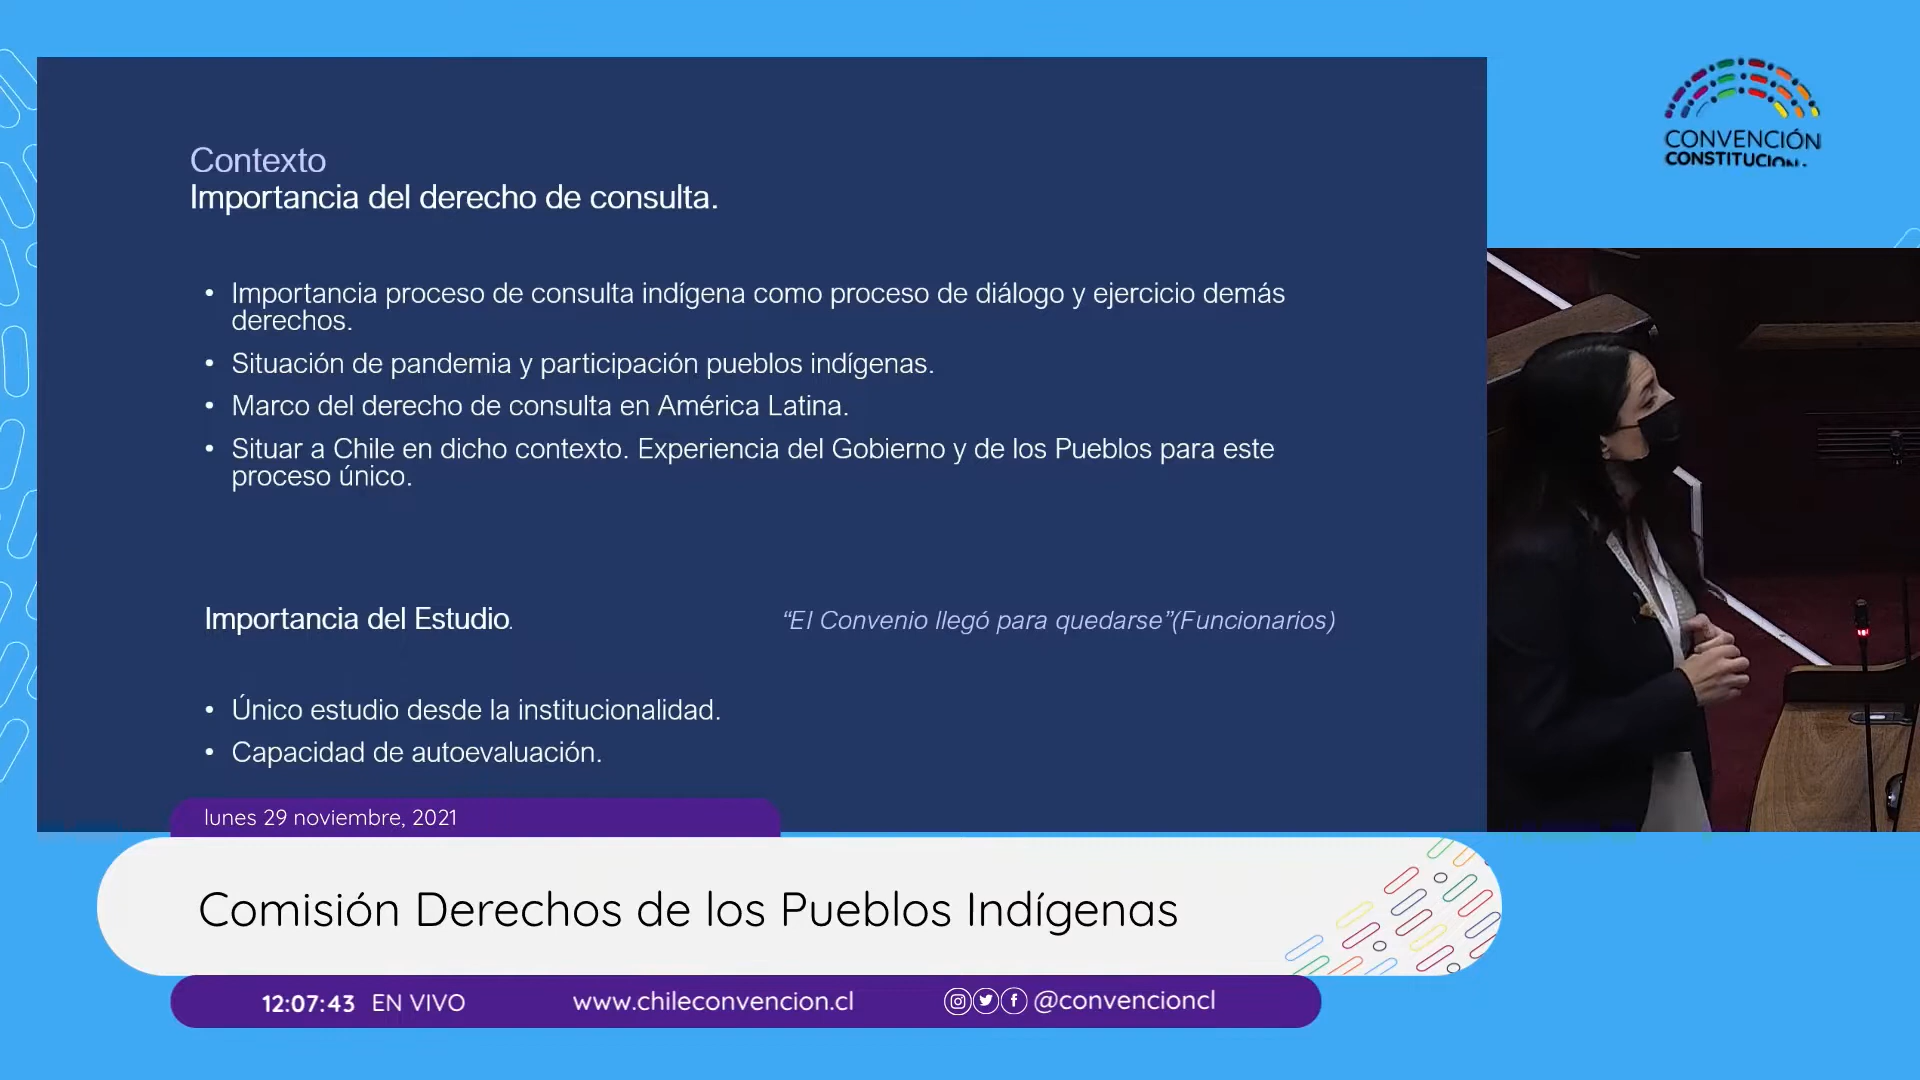 CONVENCIÓN
Contexto
Importancia del derecho de consulta.
• Importancia proceso de consulta indígena como proceso de diálogo y ejercicio demás
derechos.
• Situación de pandemia y participación pueblos indígenas.
• Marco del derecho de consulta en América Latina.
• Situar a Chile en dicho contexto. Experiencia del Gobierno y de los Pueblos para este
proceso único.
Importancia del Estudio.
“El Convenio llegó para quedarse”(Funcionarios)
• Único estudio desde la institucionalidad.
• Capacidad de autoevaluación.
lunes 29 noviembre, 2021
Comisión Derechos de los Pueblos Indígenas
12:07:43 EN VIVO www.chileconvencion.cl @convencioncl